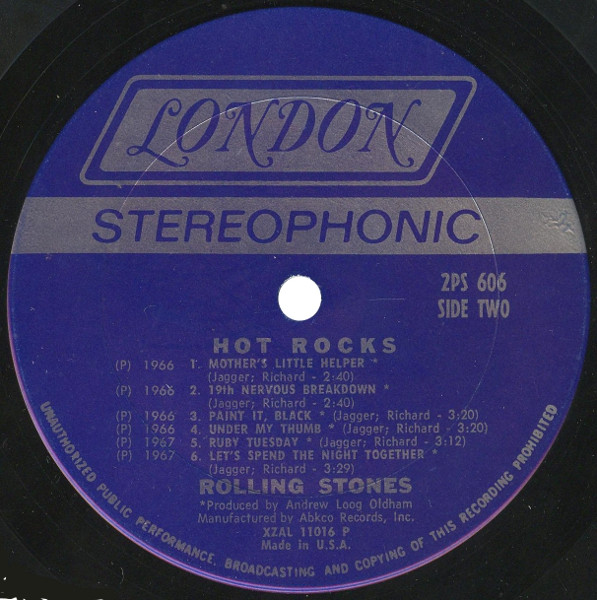 LONDON
STEREOPHONIC
2PS 606
SIDE TWO
HOT ROCKS
(P) 1966 1. MOTHER'S LITTLE HELPER *
(Jagger; Richard - 2:40)
(P) 1966 2. 19th NERVOUS BREAKDOWN *
(Jagger; Richard - 2:40)
(P) 1966 3. PAINT IT, BLACK * (Jagger; Richard - 3:20)
(P) 1966 4. UNDER MY THUMB * (Jagger; Richard - 3:20)
(P) 1967 5. RUBY TUESDAY * (Jagger; Richard - 3:12)
(P) 1967 6. LET'S SPEND THE NIGHT TOGETHER *
(Jagger; Richard - 3:29)
ROLLING STONES
*Produced by Andrew Loog Oldham
Manufactured by Abkco Records, Inc.
XZAL 11016 P
Made in U.S.A.
UNAUTHORIZED PUBLIC PERFORMANCE, BROADCASTING AND COPYING OF THIS RECORDING PROHIBITED